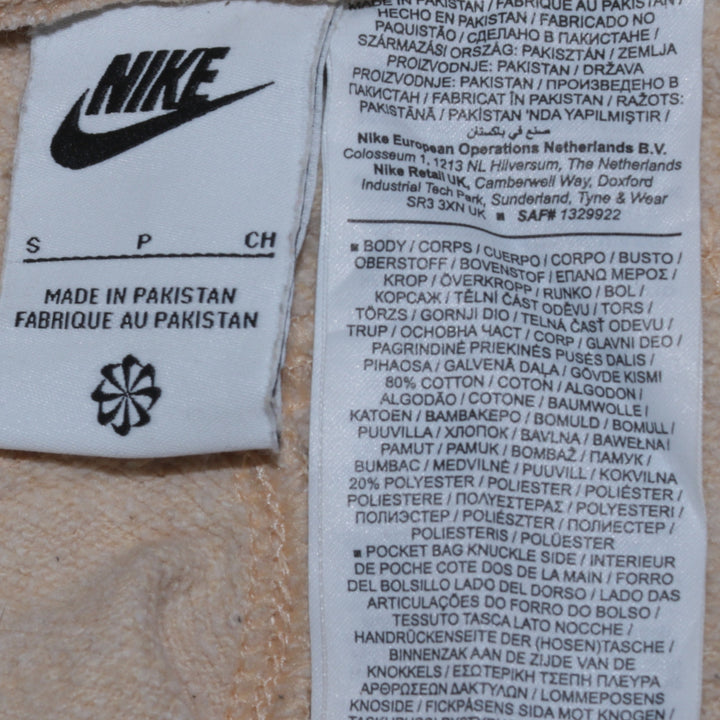 NIKE
S P CH
MADE IN PAKISTAN
FABRIQUE AU PAKISTAN
MADE IN PAKISTAN / FABRIQUE AU PAKISTAN /
HECHO EN PAKISTAN / FABRICADO NO
PAQUISTÃO / СДЕЛАНО В ПАКИСТАНЕ /
SZÁRMAZÁSI ORSZÁG: PAKISZTÁN / ZEMLJA
PROIZVODNJE: PAKISTAN / DRŽAVA
PROIZVODNJE: PAKISTAN / ПРОИЗВЕДЕНО В
ПАКИСТАН / FABRICAT ÎN PAKISTAN / RAŽOTS:
PAKISTĀNĀ / PAKİSTAN 'NDA YAPILMIŞTIR /
صنع في باكستان
Nike European Operations Netherlands B.V.
Colosseum 1, 1213 NL Hilversum, The Netherlands
Nike Retail UK, Camberwell Way, Doxford
Industrial Tech Park, Sunderland, Tyne & Wear
SR3 3XN UK ■ SAF# 1329922
■ BODY / CORPS / CUERPO / CORPO / BUSTO /
OBERSTOFF / BOVENSTOF / ΕΠΑΝΩ ΜΕΡΟΣ /
KROP / ÖVERKROPP / RUNKO / BOL /
КОРСАЖ / TĚLNÍ ČÁST ODĚVU / TORS /
TÖRZS / GORNJI DIO / TELNÁ ČASŤ ODEVU /
TRUP / ОСНОВНА ЧАСТ / CORP / GLAVNI DEO /
PAGRINDINĖ PRIEKINĖS PUSĖS DALIS /
PIHAOSA / GALVENĀ DAĻA / GÖVDE KISMI
80% COTTON / COTON / ALGODÓN /
ALGODÃO / COTONE / BAUMWOLLE /
KATOEN / ΒΑΜΒΑΚΕΡΟ / BOMULD / BOMULL /
PUUVILLA / ХЛОПОК / BAVLNA / BAWEŁNA /
PAMUT / PAMUK / BOMBAŽ / ПАМУК /
BUMBAC / MEDVILNĖ / PUUVILL / KOKVILNA
20% POLYESTER / POLIESTER / POLIÉSTER /
POLIESTERE / ΠΟΛΥΕΣΤΕΡΑΣ / POLYESTERI /
ПОЛИЭСТЕР / POLIÉSZTER / ПОЛИЕСТЕР /
POLIESTERIS / POLÜESTER
■ POCKET BAG KNUCKLE SIDE / INTERIEUR
DE POCHE COTE DOS DE LA MAIN / FORRO
DEL BOLSILLO LADO DEL DORSO / LADO DAS
ARTICULAÇÕES DO FORRO DO BOLSO /
TESSUTO TASCA LATO NOCCHE /
HANDRÜCKENSEITE DER (HOSEN)TASCHE /
BINNENZAK AAN DE ZIJDE VAN DE
KNOKKELS / ΕΣΩΤΕΡΙΚΗ ΤΣΕΠΗ ΠΛΕΥΡΑ
ΑΡΘΡΩΣΕΩΝ ΔΑΚΤΥΛΩΝ / LOMMEPOSENS
KNOSIDE / FICKPÅSENS SIDA MOT KNOGEN /